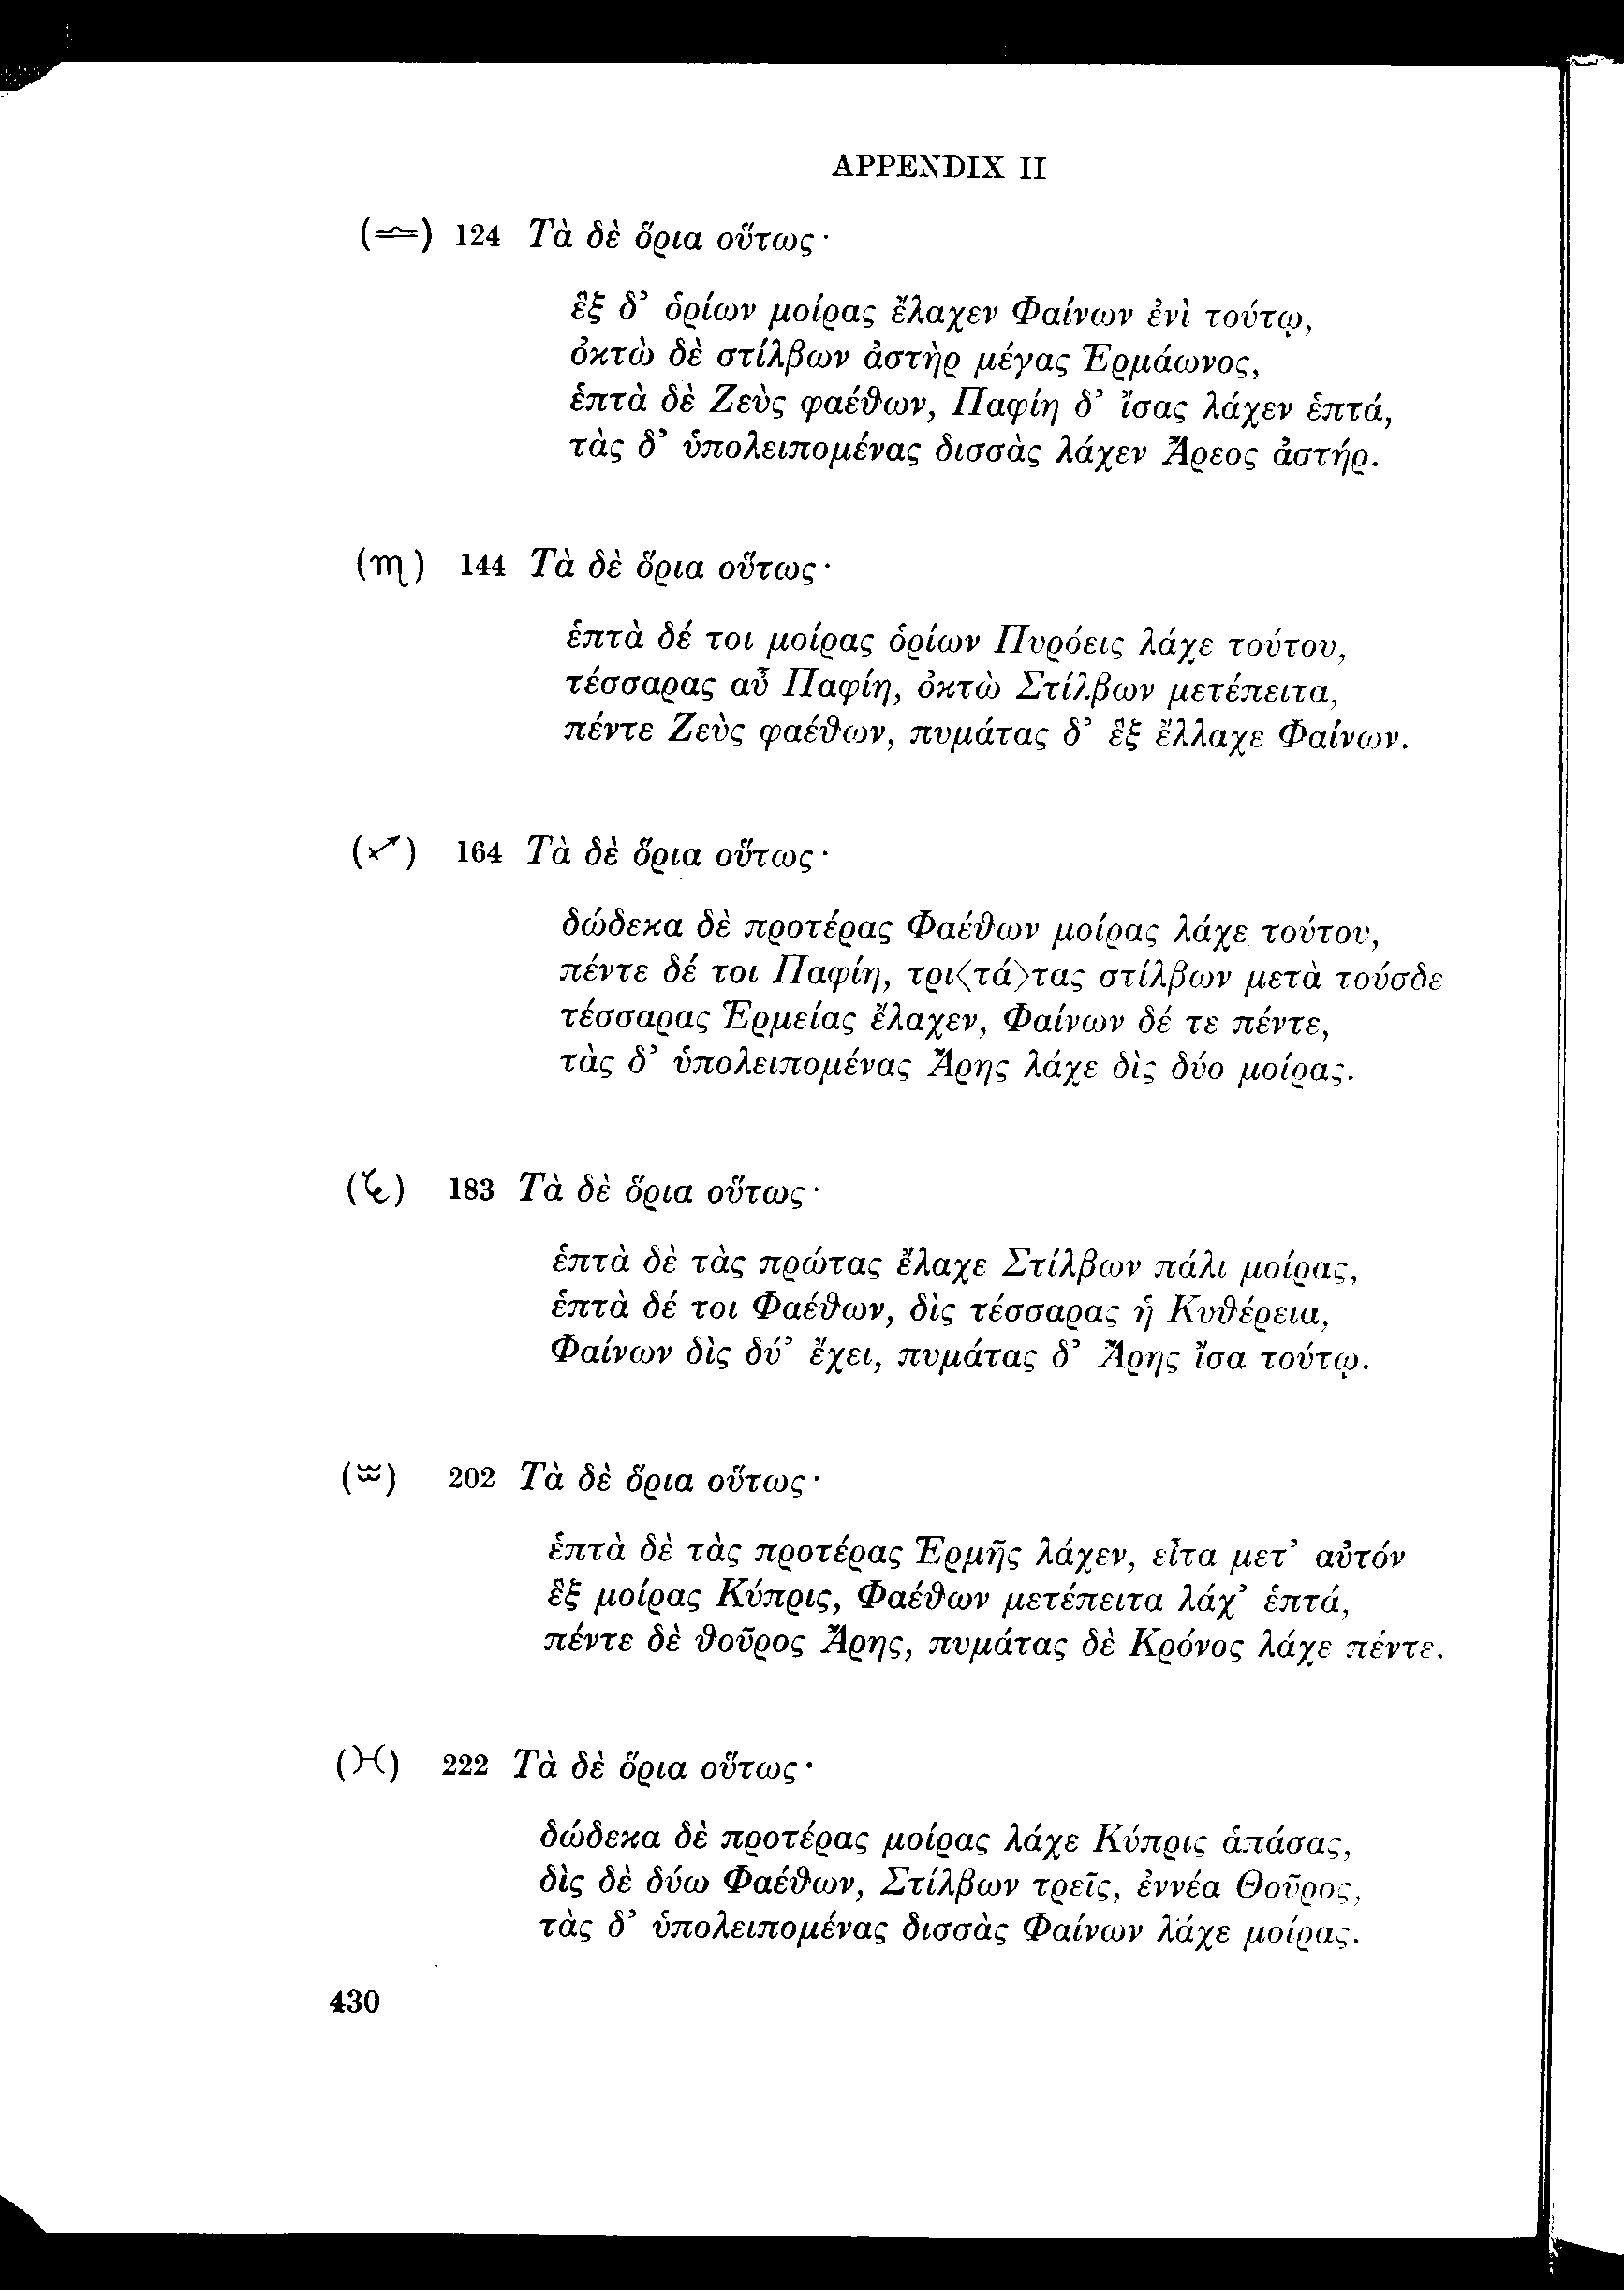 APPENDIX II
(♎) 124 Τὰ δὲ ὅρια οὕτως·
ἓξ δ’ ὁρίων μοίρας ἔλαχεν Φαίνων ἐνὶ τούτῳ,
ὀκτὼ δὲ στίλβων ἀστὴρ μέγας Ἑρμάωνος,
ἑπτὰ δὲ Ζεὺς φαέθων, Παφίη δ’ ἴσας λάχεν ἑπτά,
τὰς δ’ ὑπολειπομένας δισσὰς λάχεν Ἄρεος ἀστήρ.
(♏) 144 Τὰ δὲ ὅρια οὕτως·
ἑπτὰ δέ τοι μοίρας ὁρίων Πυρόεις λάχε τούτου,
τέσσαρας αὖ Παφίη, ὀκτὼ Στίλβων μετέπειτα,
πέντε Ζεὺς φαέθων, πυμάτας δ’ ἓξ ἔλλαχε Φαίνων.
(♐) 164 Τὰ δὲ ὅρια οὕτως·
δώδεκα δὲ προτέρας Φαέθων μοίρας λάχε τούτου,
πέντε δέ τοι Παφίη, τρι<τά>τας στίλβων μετὰ τούσδε
τέσσαρας Ἑρμείας ἔλαχεν, Φαίνων δέ τε πέντε,
τὰς δ’ ὑπολειπομένας Ἄρης λάχε δὶς δύο μοίρας.
(♑) 183 Τὰ δὲ ὅρια οὕτως·
ἑπτὰ δὲ τὰς πρώτας ἔλαχε Στίλβων πάλι μοίρας,
ἑπτὰ δέ τοι Φαέθων, δὶς τέσσαρας ἡ Κυθέρεια,
Φαίνων δὶς δύ’ ἔχει, πυμάτας δ’ Ἄρης ἴσα τούτῳ.
(♒) 202 Τὰ δὲ ὅρια οὕτως·
ἑπτὰ δὲ τὰς προτέρας Ἑρμῆς λάχεν, εἶτα μετ’ αὐτόν
ἓξ μοίρας Κύπρις, Φαέθων μετέπειτα λάχ’ ἑπτά,
πέντε δὲ θοῦρος Ἄρης, πυμάτας δὲ Κρόνος λάχε πέντε.
(♓) 222 Τὰ δὲ ὅρια οὕτως·
δώδεκα δὲ προτέρας μοίρας λάχε Κύπρις ἁπάσας,
δὶς δὲ δύω Φαέθων, Στίλβων τρεῖς, ἐννέα Θοῦρος,
τὰς δ’ ὑπολειπομένας δισσὰς Φαίνων λάχε μοίρας.
430